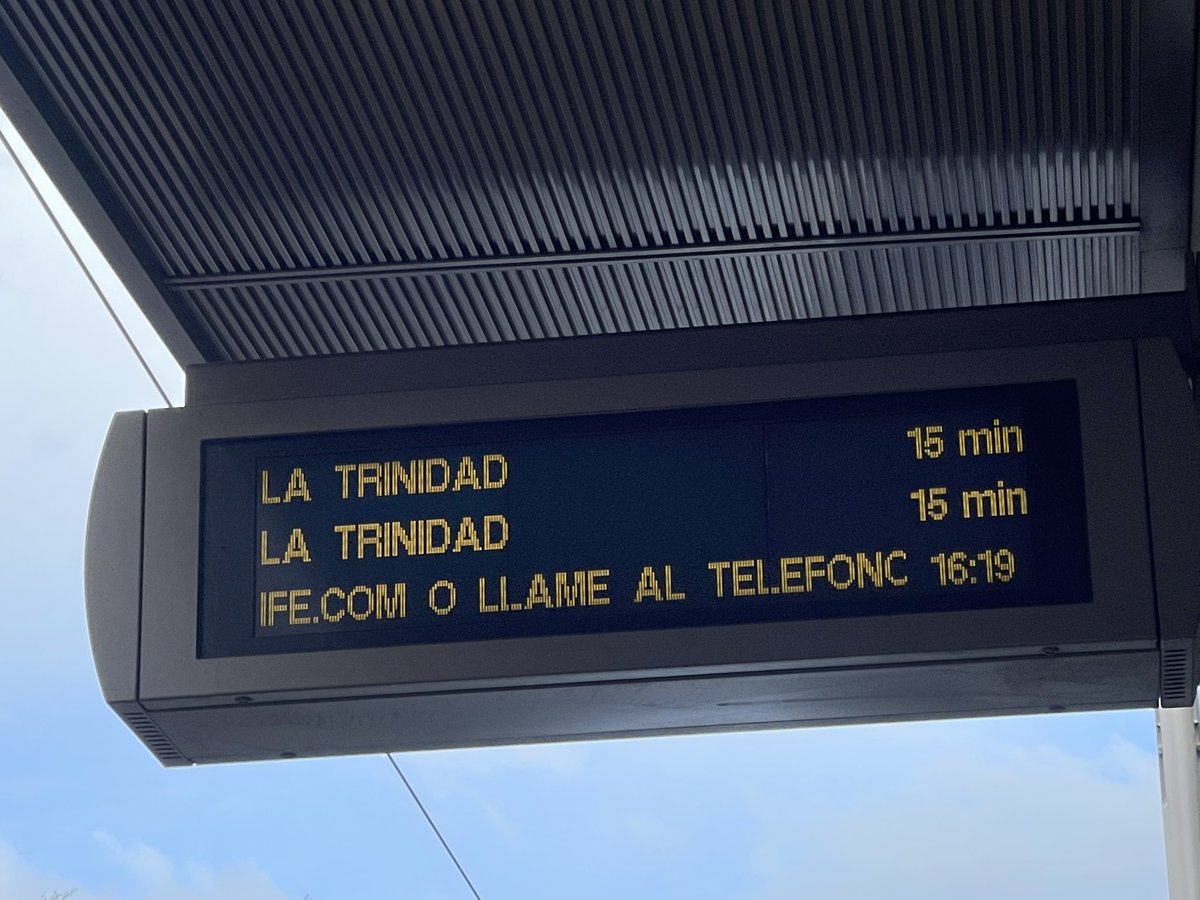 LA TRINIDAD 15 min
LA TRINIDAD 15 min
IFE.COM O LLAME AL TELEFONC 16:19